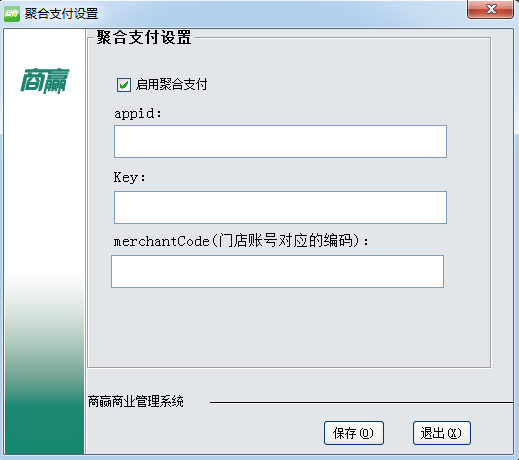 聚合支付设置
聚合支付设置
商赢
启用聚合支付
appid:
Key:
merchantCode(门店账号对应的编码):
商赢商业管理系统
保存(O) 退出(X)